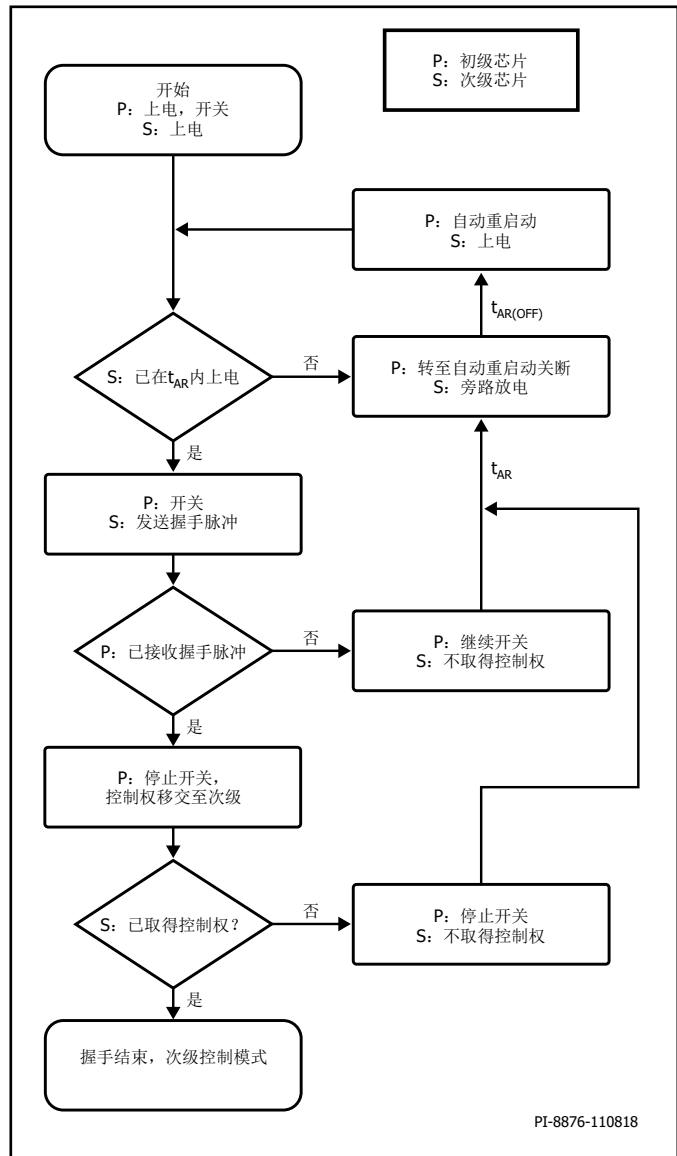 P：初级芯片
S：次级芯片
开始
P：上电，开关
S：上电
P：自动重启动
S：上电
tAR(OFF)
S：已在tAR内上电
否
P：转至自动重启动关断
S：旁路放电
是
tAR
P：开关
S：发送握手脉冲
P：已接收握手脉冲
否
P：继续开关
S：不取得控制权
是
P：停止开关，
控制权移交至次级
S：已取得控制权？
否
P：停止开关
S：不取得控制权
是
握手结束，次级控制模式
PI-8876-110818